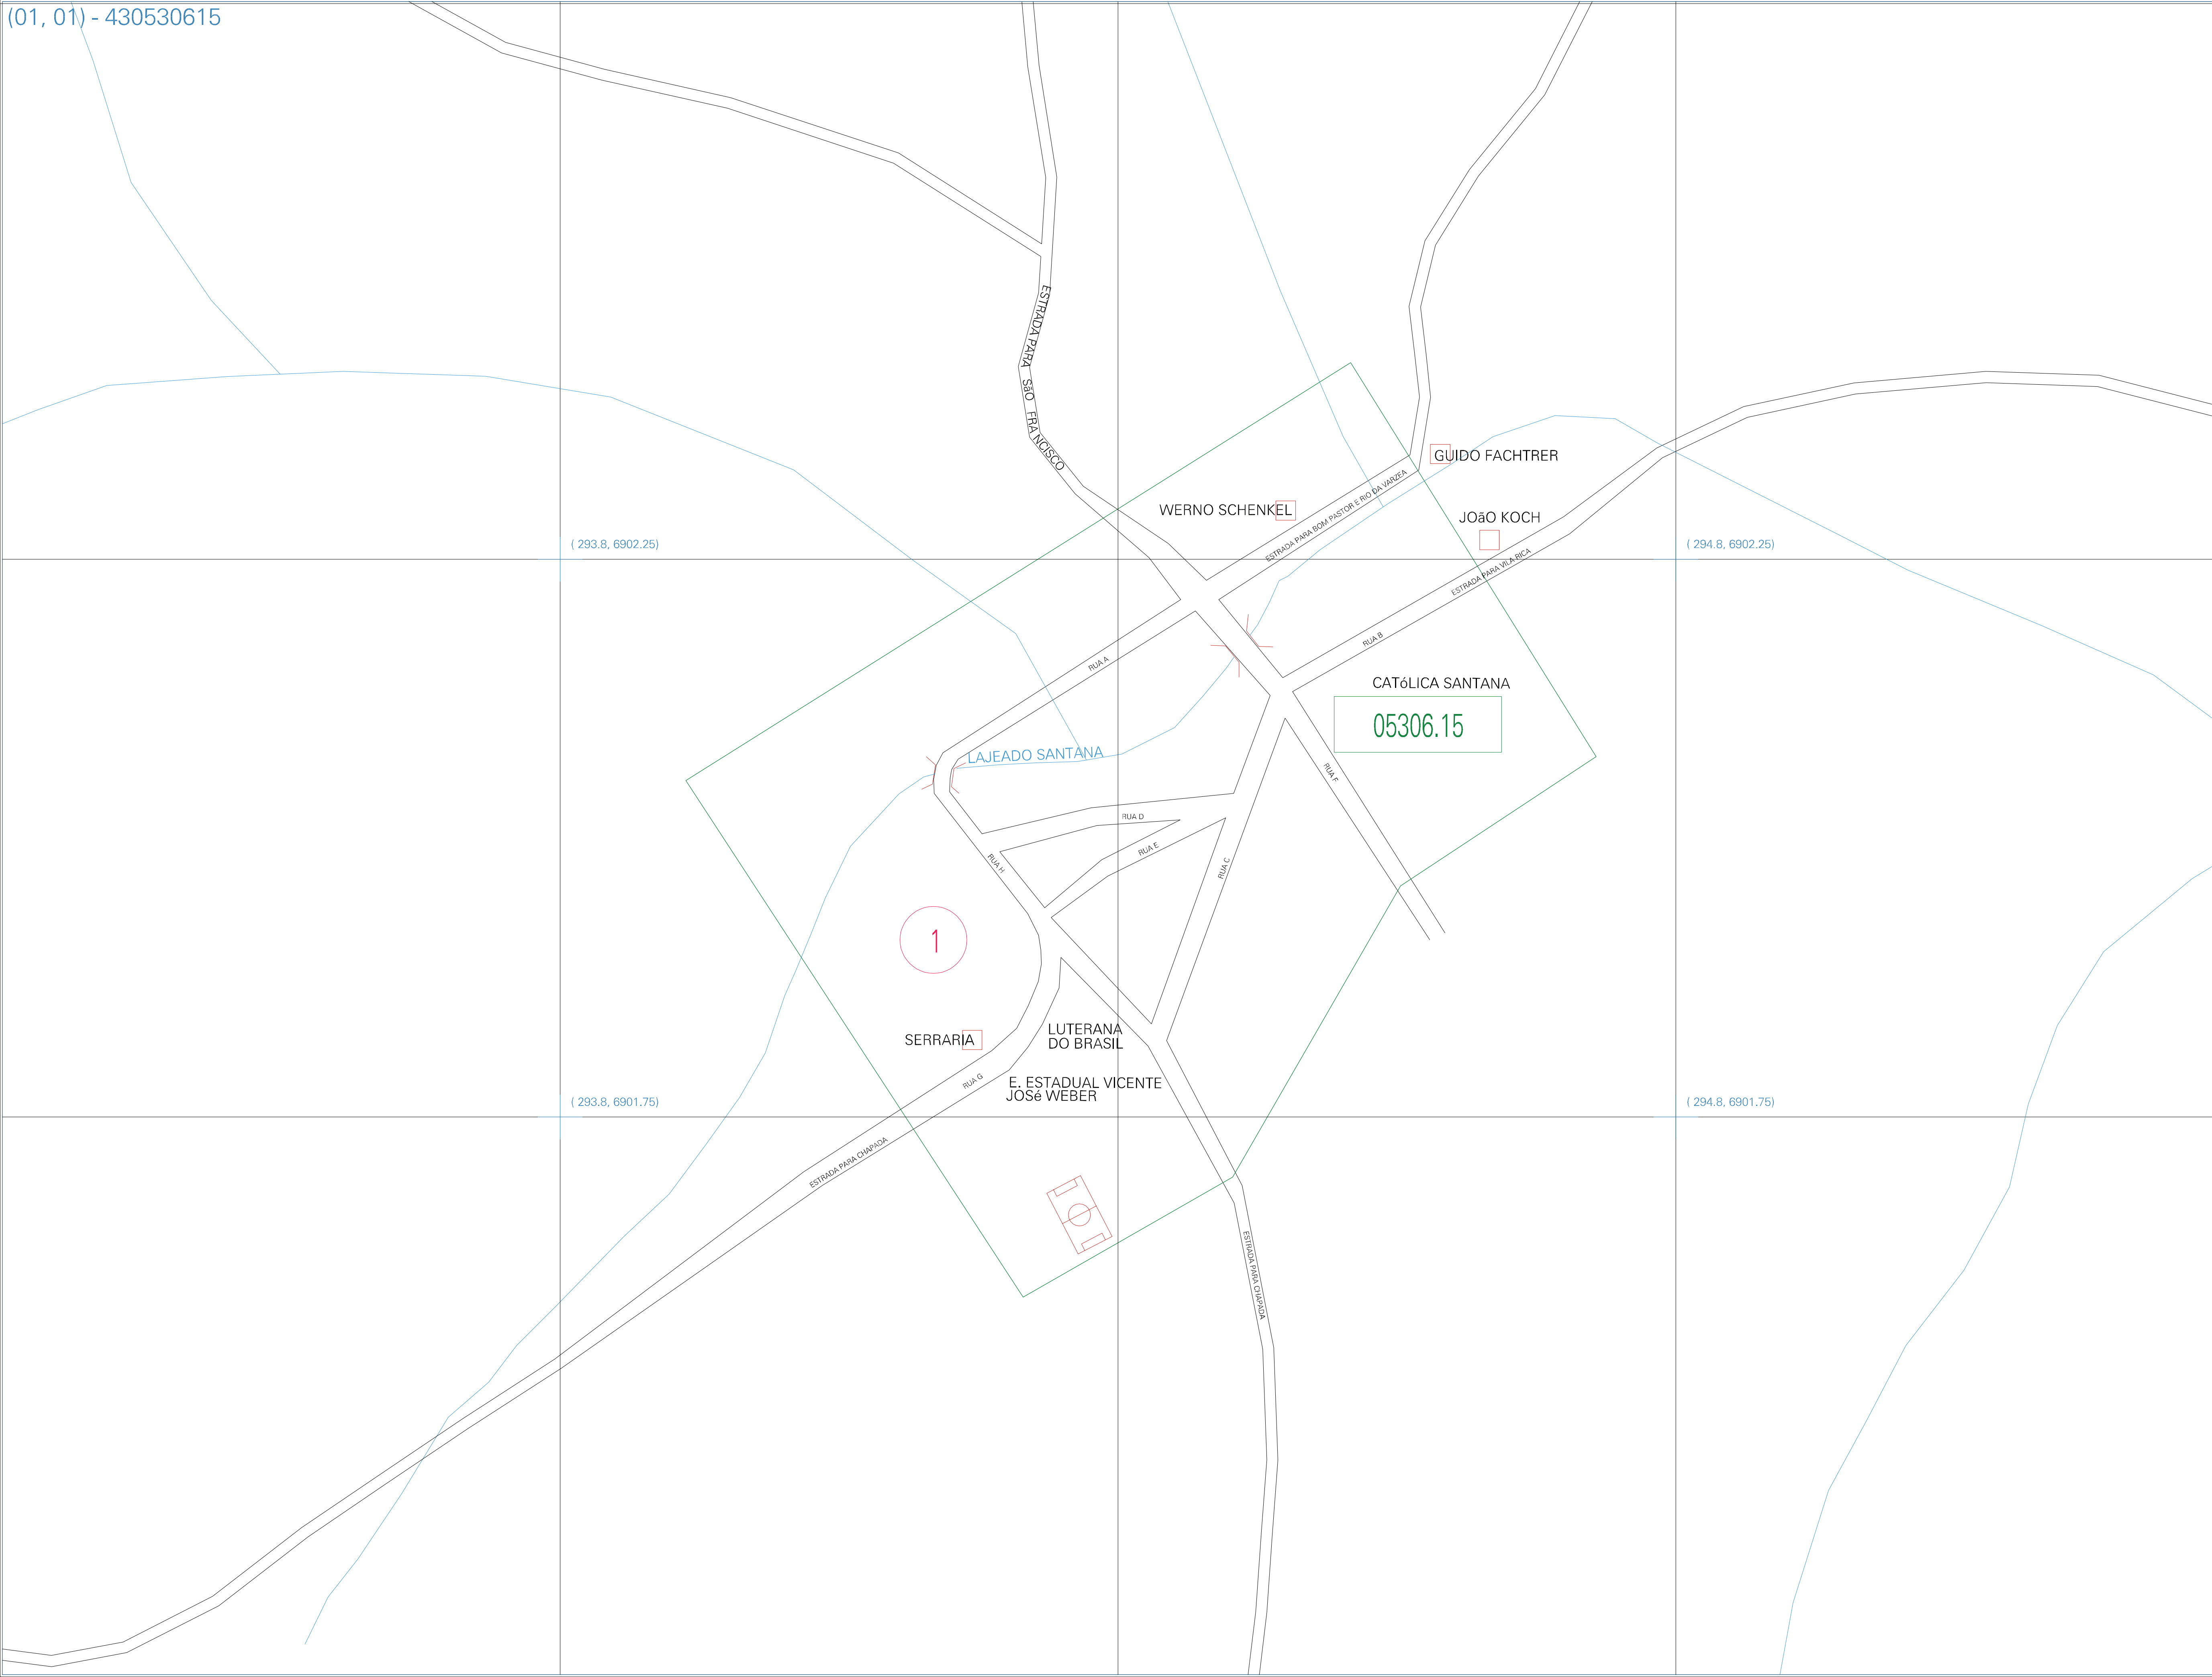 (01, 01) - 430530615
ESTRADA PARA SãO FRANCISCO
GUIDO FACHTRER
WERNO SCHENKEL
ESTRADA PARA BOM PASTOR E RIO DA VARZEA
JOãO KOCH
( 293.8, 6902.25)
( 294.8, 6902.25)
ESTRADA PARA VILA RICA
RUA B
RUA A
CATóLICA SANTANA
05306.15
LAJEADO SANTANA
RUA F
RUA D
RUA E
RUA H
RUA C
1
LUTERANA
DO BRASIL
SERRARIA
RUA G
E. ESTADUAL VICENTE
JOSé WEBER
( 293.8, 6901.75)
( 294.8, 6901.75)
ESTRADA PARA CHAPADA
ESTRADA PARA CHAPADA